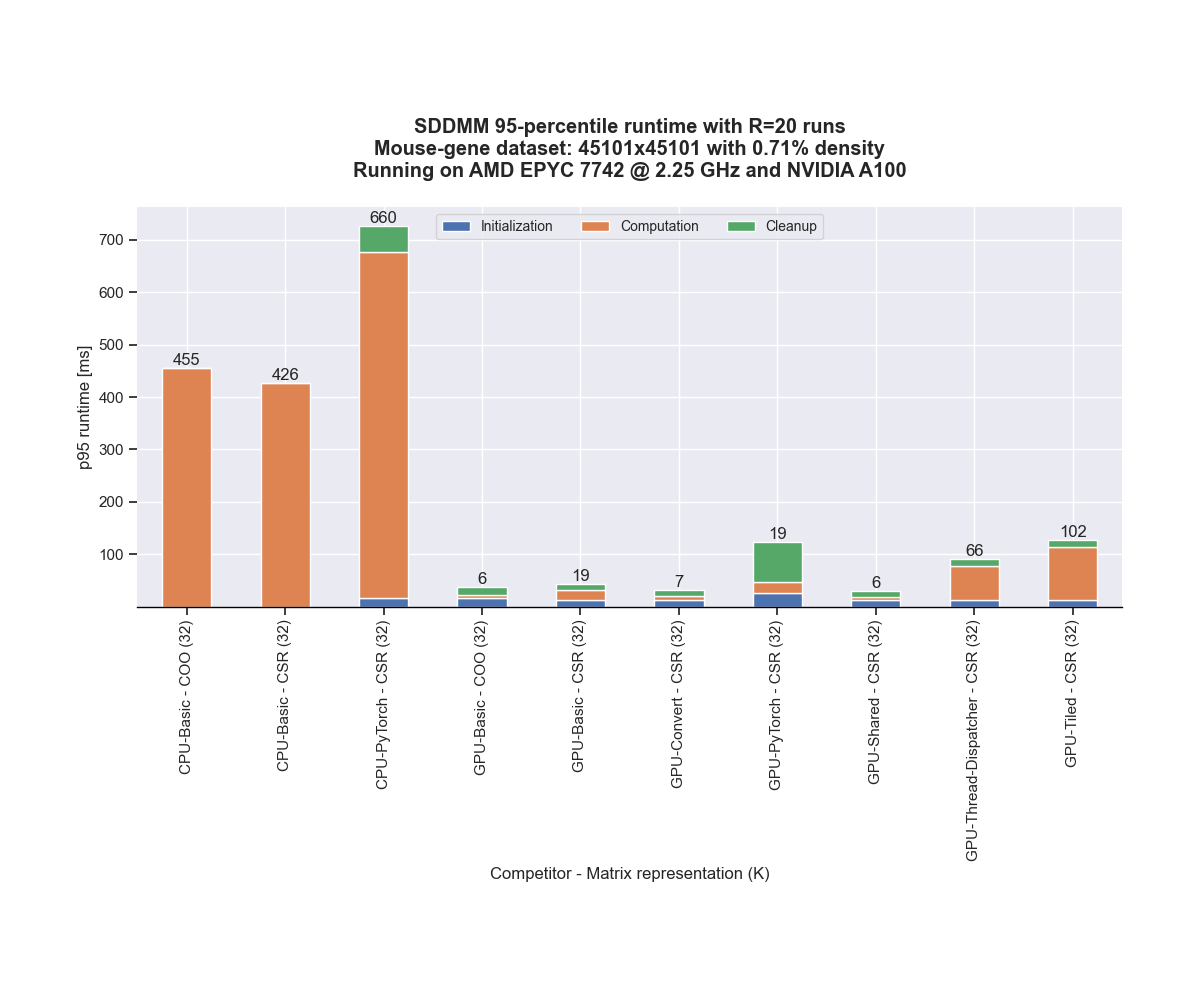 SDDMM 95-percentile runtime with R=20 runs
Mouse-gene dataset: 45101x45101 with 0.71% density
Running on AMD EPYC 7742 @ 2.25 GHz and NVIDIA A100
Initialization
Computation
Cleanup
p95 runtime [ms]
700
600
500
400
300
200
100
455
426
660
6
19
7
19
6
66
102
CPU-Basic - COO (32)
CPU-Basic - CSR (32)
CPU-PyTorch - CSR (32)
GPU-Basic - COO (32)
GPU-Basic - CSR (32)
GPU-Convert - CSR (32)
GPU-PyTorch - CSR (32)
GPU-Shared - CSR (32)
GPU-Thread-Dispatcher - CSR (32)
GPU-Tiled - CSR (32)
Competitor - Matrix representation (K)